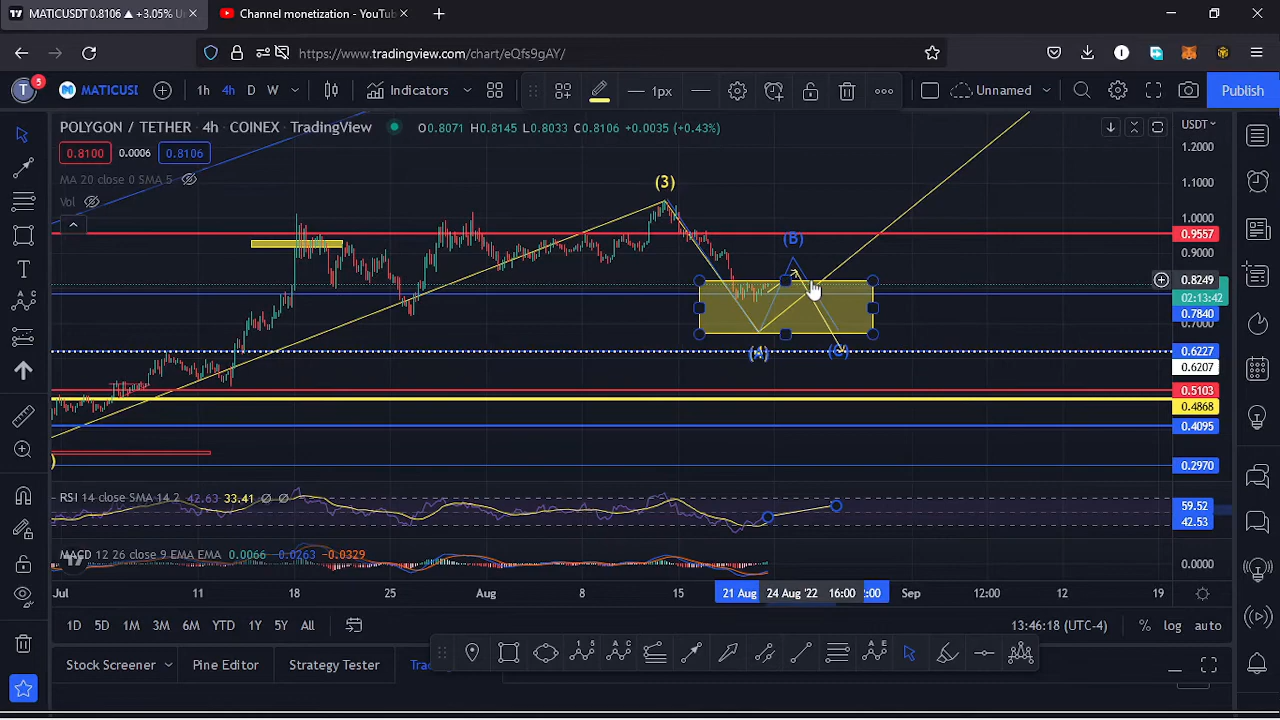 MATICUSDT 0.8106 ▲ +3.05% U
Channel monetization - YouTu
https://www.tradingview.com/chart/eQfs9gAY/
T 5 MATICUSI 1h 4h D W Indicators 1px Unnamed Publish
POLYGON / TETHER · 4h · COINEX · TradingView O0.8071 H0.8145 L0.8033 C0.8106 +0.0035 (+0.43%) USDT
0.8100 0.0006 0.8106
MA 20 close 0 SMA 5
Vol
1.2000
1.1000
1.0000
0.9557
0.9000
0.8249
02:13:42
0.7840
0.7000
0.6227
0.6207
0.5103
0.4868
0.4095
0.2970
(3)
(B)
(C)
RSI 14 close SMA 14 2 42.63 33.41 Ø Ø
59.52
42.53
MACD 12 26 close 9 EMA EMA 0.0066 -0.0263 -0.0329
0.0000
Jul 11 18 25 Aug 8 15 21 Aug 24 Aug '22 16:00 2:00 Sep 12:00 12 19
1D 5D 1M 3M 6M YTD 1Y 5Y All 13:46:18 (UTC-4) % log auto
Stock Screener Pine Editor Strategy Tester Trad